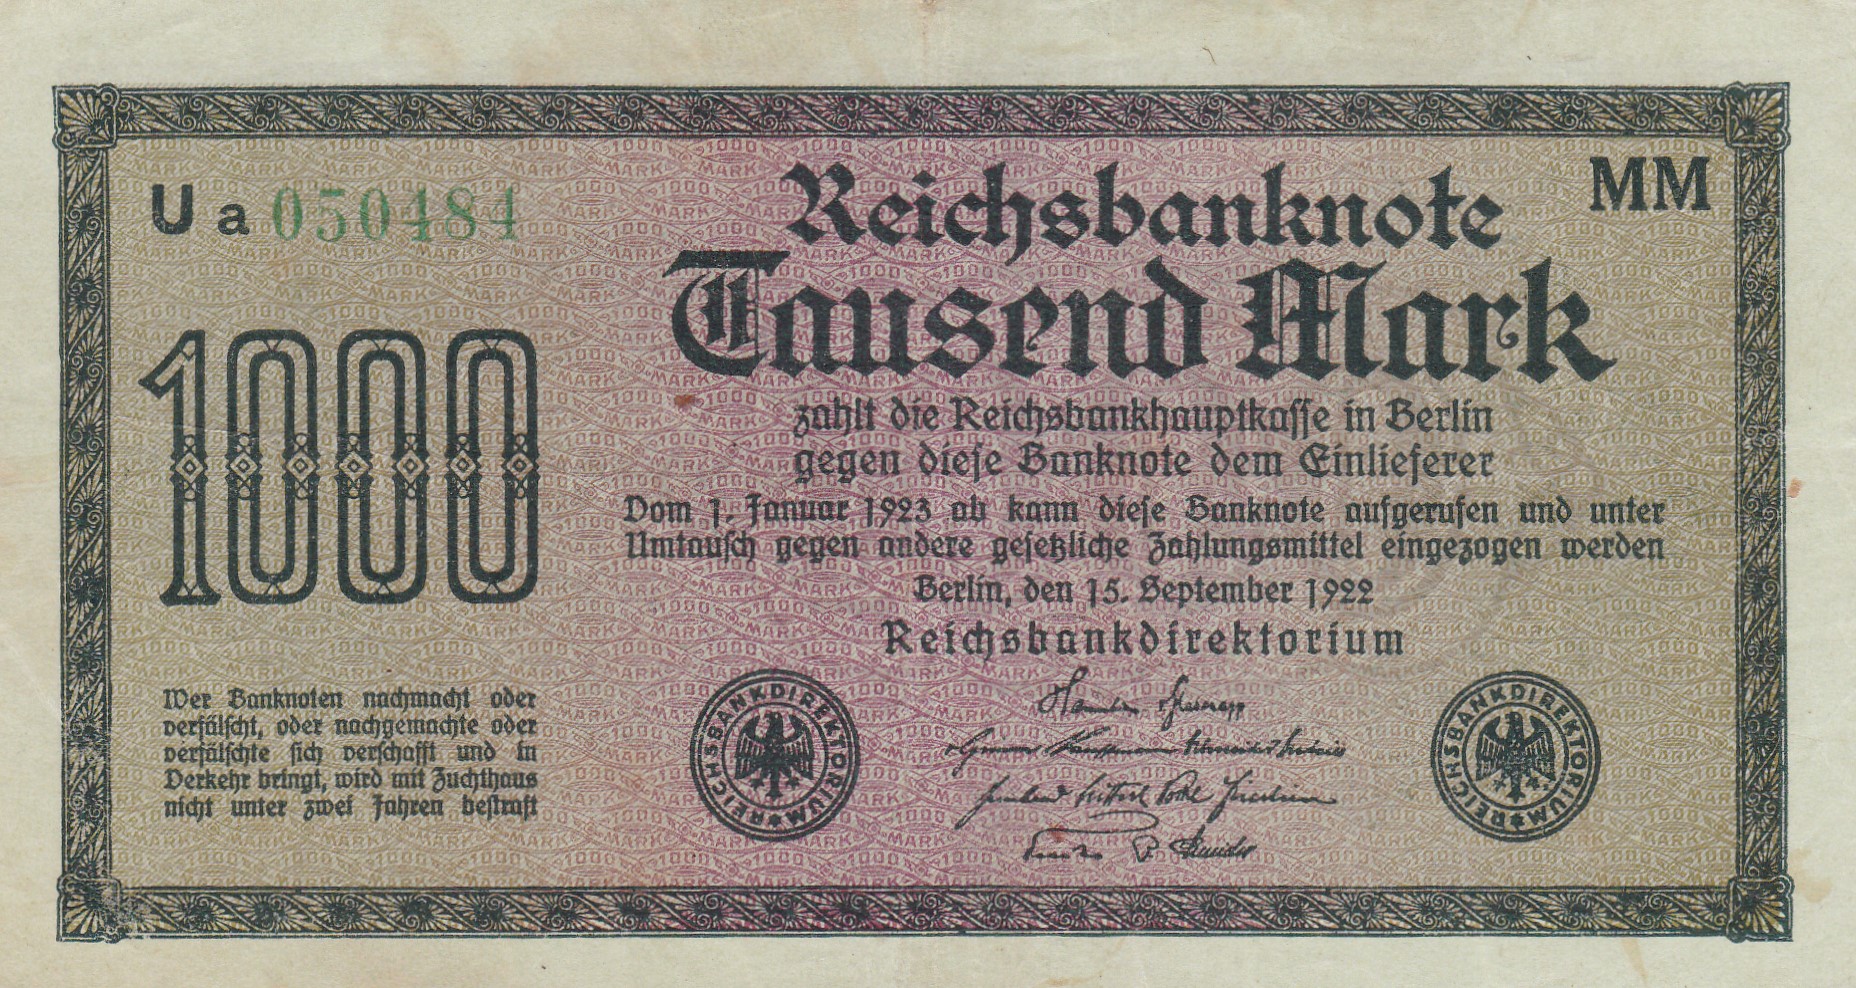 Ua 050484
MM
Reichsbanknote
Tausend Mark
1000
zahlt die Reichsbankhauptkasse in Berlin
gegen diese Banknote dem Einlieferer
Vom 1. Januar 1923 ab kann diese Banknote aufgerufen und unter
Umtausch gegen andere gesetzliche Zahlungsmittel eingezogen werden
Berlin, den 15. September 1922
Reichsbankdirektorium
Wer Banknoten nachmacht oder
verfälscht, oder nachgemachte oder
verfälschte sich verschafft und in
Verkehr bringt, wird mit Zuchthaus
nicht unter zwei Jahren bestraft
REICHSBANKDIREKTORIUM
REICHSBANKDIREKTORIUM